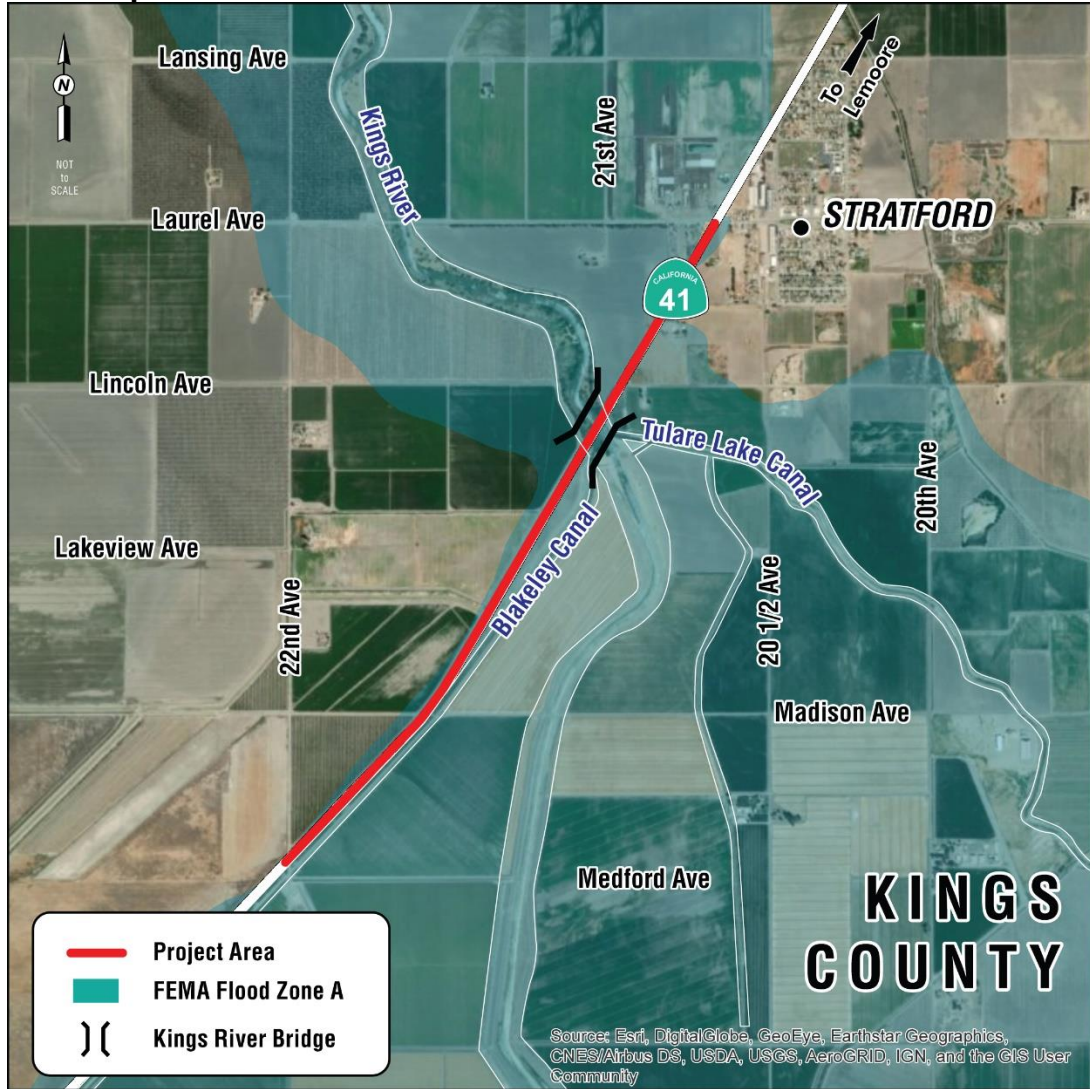 Lansing Ave
N
NOT
to
SCALE
Kings River
21st Ave
To
Lemoore
Laurel Ave
STRATFORD
CALIFORNIA
41
Lincoln Ave
Tulare Lake Canal
20th Ave
Lakeview Ave
Blakeley Canal
22nd Ave
20 1/2 Ave
Madison Ave
Medford Ave
KINGS
COUNTY
Project Area
FEMA Flood Zone A
Kings River Bridge
Source: Esri, DigitalGlobe, GeoEye, Earthstar Geographics,
CNES/Airbus DS, USDA, USGS, AeroGRID, IGN, and the GIS User
Community